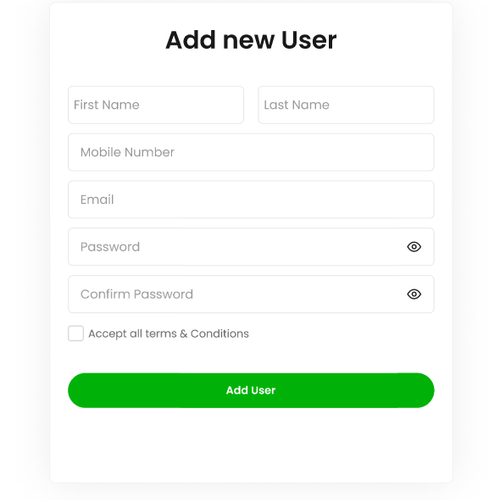 Add new User
First Name Last Name
Mobile Number
Email
Password
Confirm Password
Accept all terms & Conditions
Add User